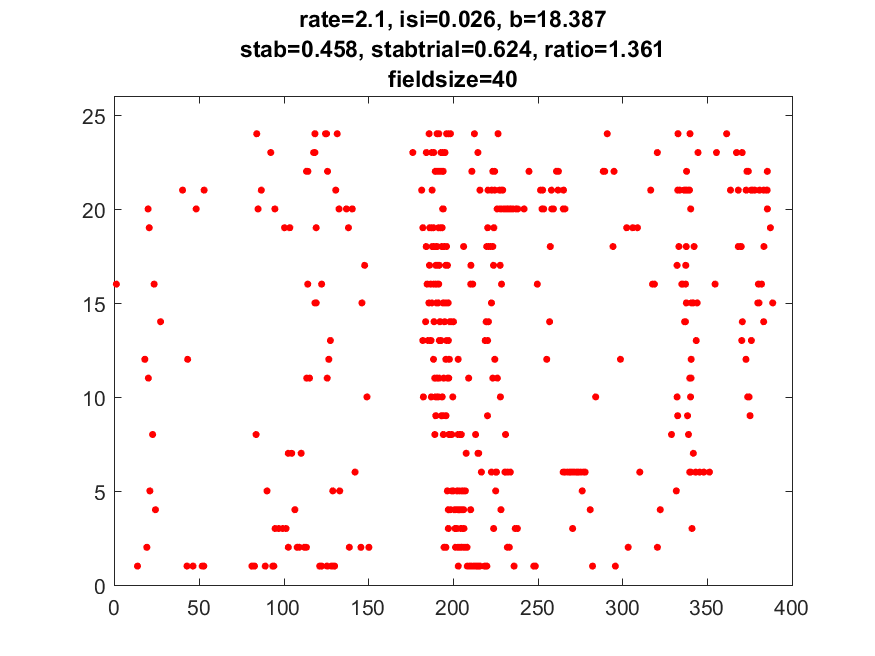 rate=2.1, isi=0.026, b=18.387
stab=0.458, stabtrial=0.624, ratio=1.361
fieldsize=40
25
20
15
10
5
0
0 50 100 150 200 250 300 350 400